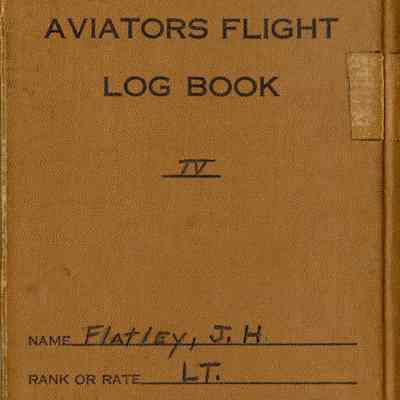 AVIATORS FLIGHT
LOG BOOK
IV
NAME Flatley, J. H.
RANK OR RATE LT.